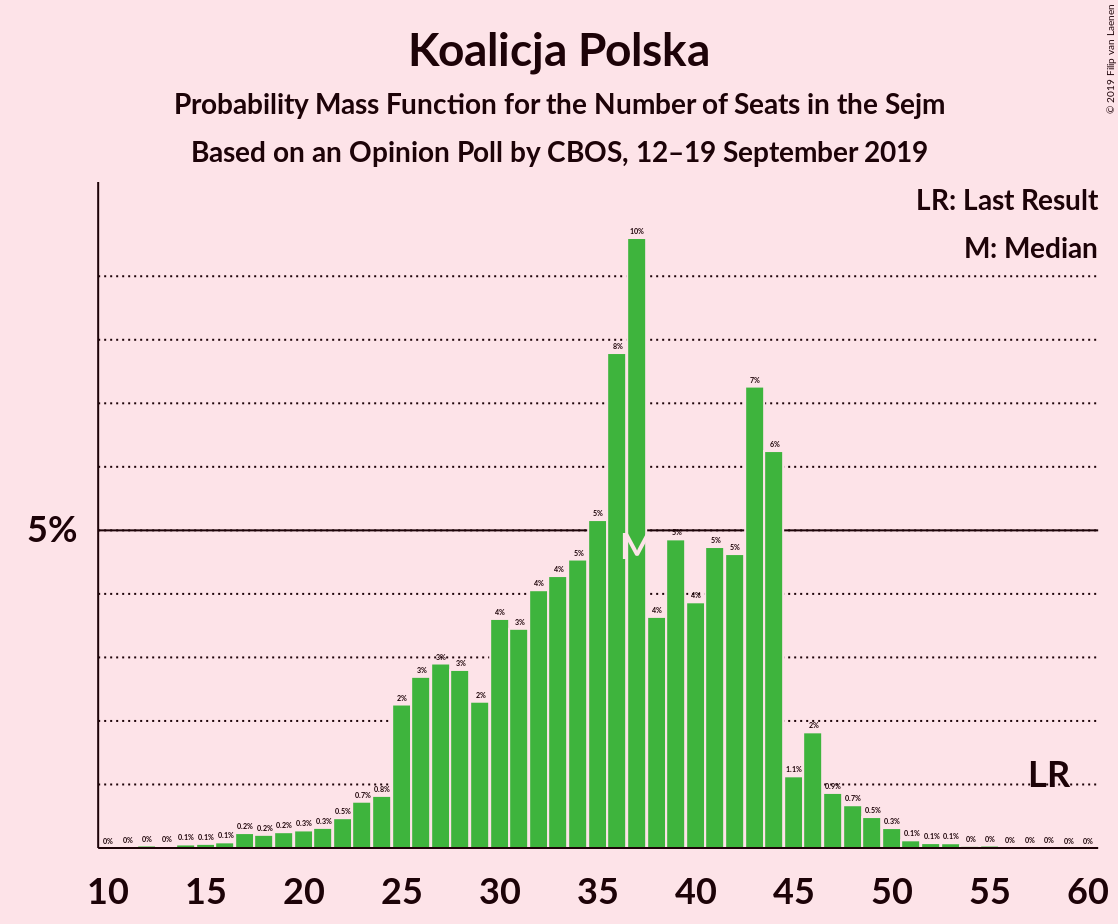 Koalicja Polska
Probability Mass Function for the Number of Seats in the Sejm
Based on an Opinion Poll by CBOS, 12–19 September 2019
© 2019 Filip van Laenen
LR: Last Result
M: Median
5%
0% 0% 0% 0% 0.1% 0.1% 0.1% 0.2% 0.2% 0.2% 0.3% 0.3% 0.5% 0.7% 0.8% 2% 3% 3% 3% 2% 4% 3% 4% 4% 5% 5% 8% 10% 4% 5% 4% 5% 5% 7% 6% 1.1% 2% 0.9% 0.7% 0.5% 0.3% 0.1% 0.1% 0.1% 0% 0% 0% 0% 0% 0% 0%
M
LR
10 15 20 25 30 35 40 45 50 55 60